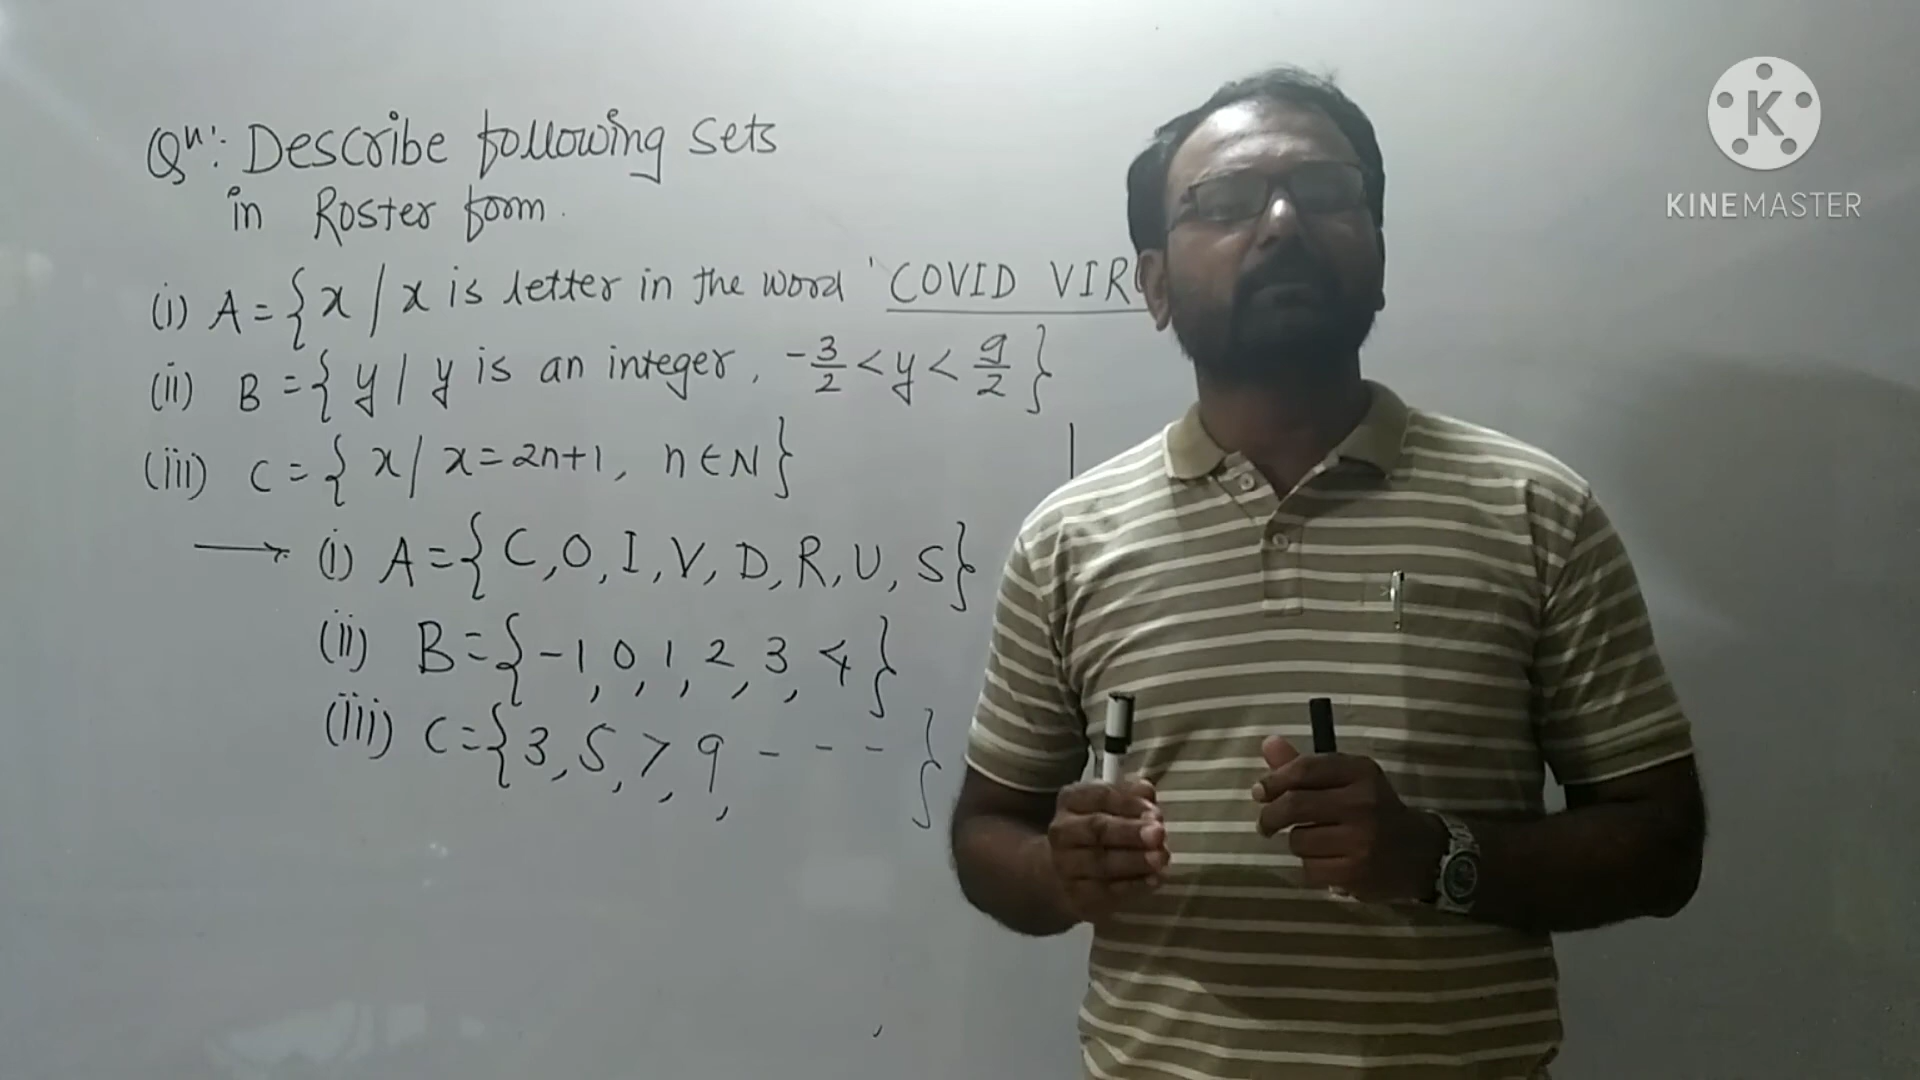 Qn: Describe following sets
in Roster form.
(i) A = {x / x is letter in the word 'COVID VIR
(ii) B = {y / y is an integer, -3/2 < y < 9/2}
(iii) C = {x / x = 2n+1, n ∈ N}
→ (i) A = {C, O, I, V, D, R, U, S}
(ii) B = {-1, 0, 1, 2, 3, 4}
(iii) C = {3, 5, 7, 9, - - - }
K
KINEMASTER